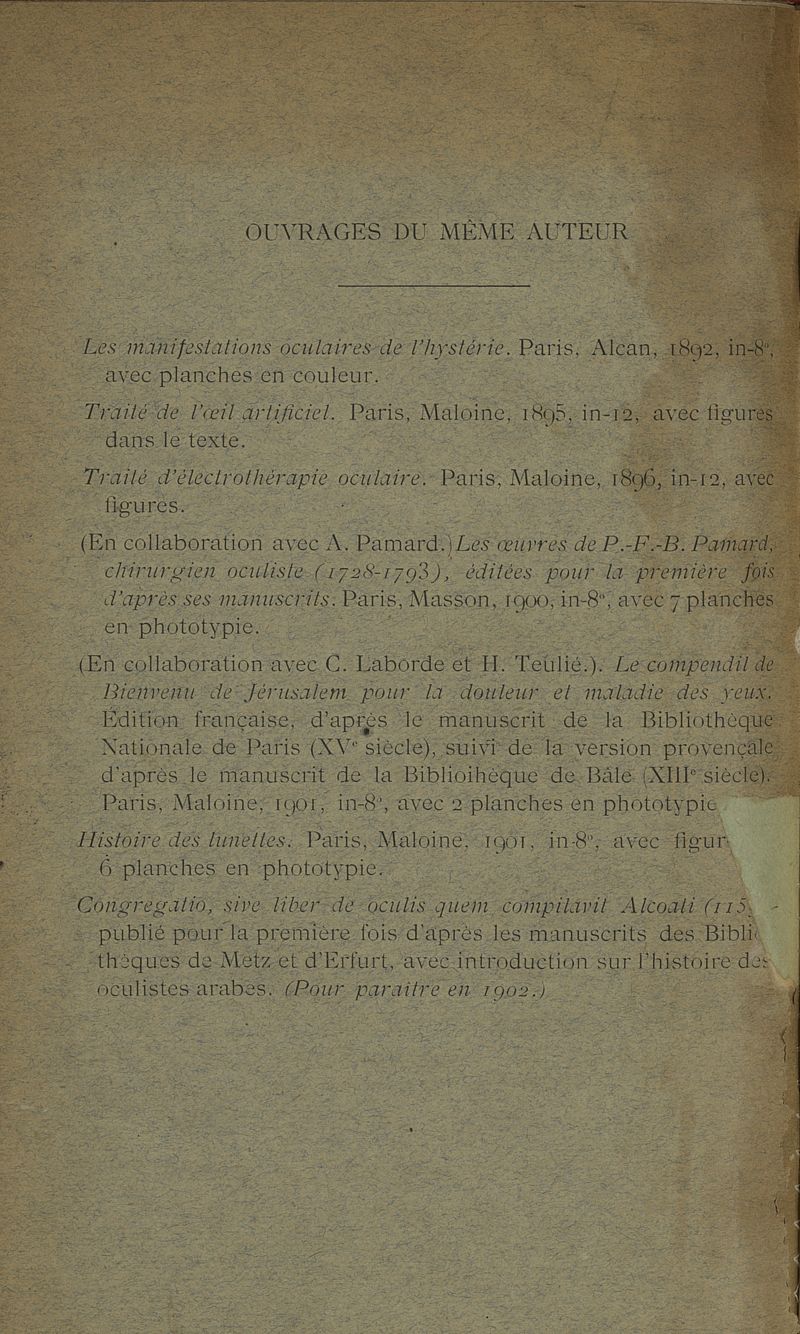 OUVRAGES DU MÊME AUTEUR
Les manifestations oculaires de l'hystérie. Paris, Alcan, 1892, in-8°,
avec planches en couleur.
Traité de l'œil artificiel. Paris, Maloine, 1895, in-12, avec figures
dans le texte.
Traité d'électrothérapie oculaire. Paris, Maloine, 1896, in-12, avec
figures.
(En collaboration avec A. Pamard.) Les œuvres de P.-F.-B. Pamard,
chirurgien oculiste (1728-1793), éditées pour la première fois
d'après ses manuscrits. Paris, Masson, 1900, in-8°, avec 7 planches
en phototypie.
(En collaboration avec C. Laborde et H. Teulié.). Le compendil de
Bienvenu de Jérusalem pour la douleur et maladie des yeux.
Edition française, d'après le manuscrit de la Bibliothèque
Nationale de Paris (XVe siècle), suivi de la version provençale
d'après le manuscrit de la Biblioihèque de Bâle (XIIIe siècle).
Paris, Maloine, 1901, in-8°, avec 2 planches en phototypie
Histoire des lunettes. Paris, Maloine, 1901, in-8°, avec figur
6 planches en phototypie.
Congregatio, sive liber de oculis quem compilavit Alcoati (115
publié pour la première fois d'après les manuscrits des Bibli
thèques de Metz et d'Erfurt, avec introduction sur l'histoire des
oculistes arabes. (Pour paraitre en 1902.)